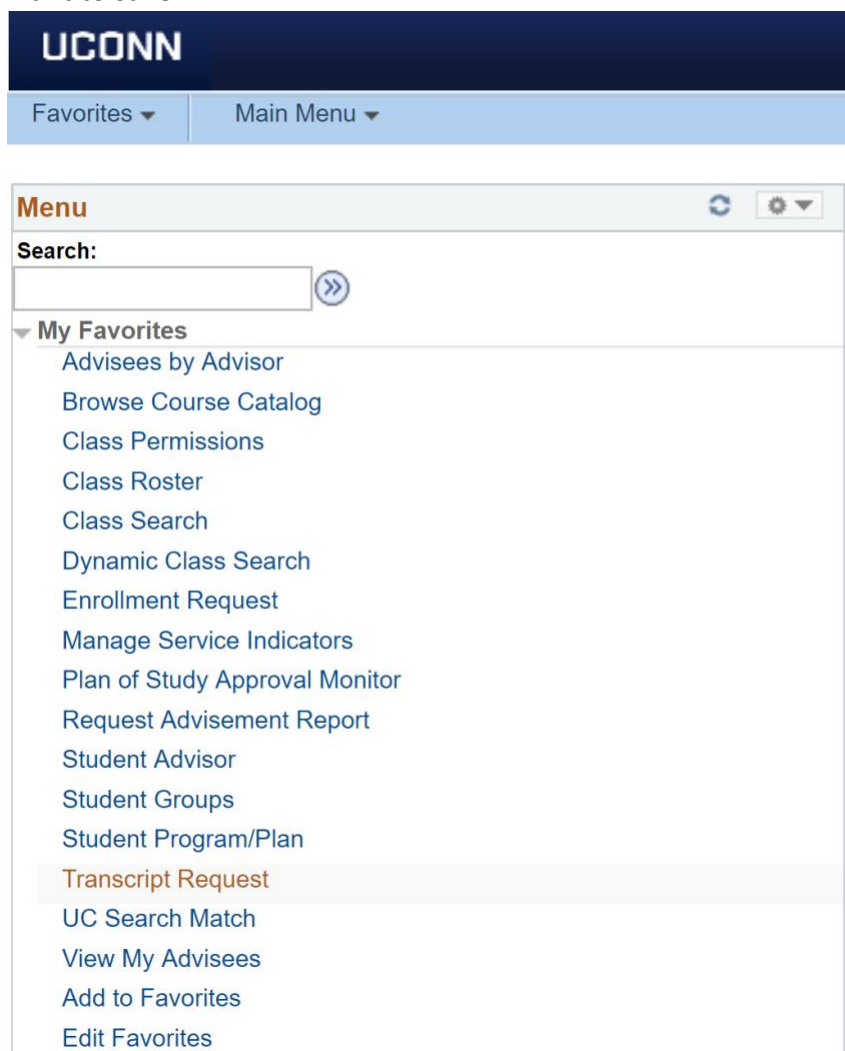 UCONN
Favorites Main Menu
Menu
Search:
My Favorites
Advisees by Advisor
Browse Course Catalog
Class Permissions
Class Roster
Class Search
Dynamic Class Search
Enrollment Request
Manage Service Indicators
Plan of Study Approval Monitor
Request Advisement Report
Student Advisor
Student Groups
Student Program/Plan
Transcript Request
UC Search Match
View My Advisees
Add to Favorites
Edit Favorites